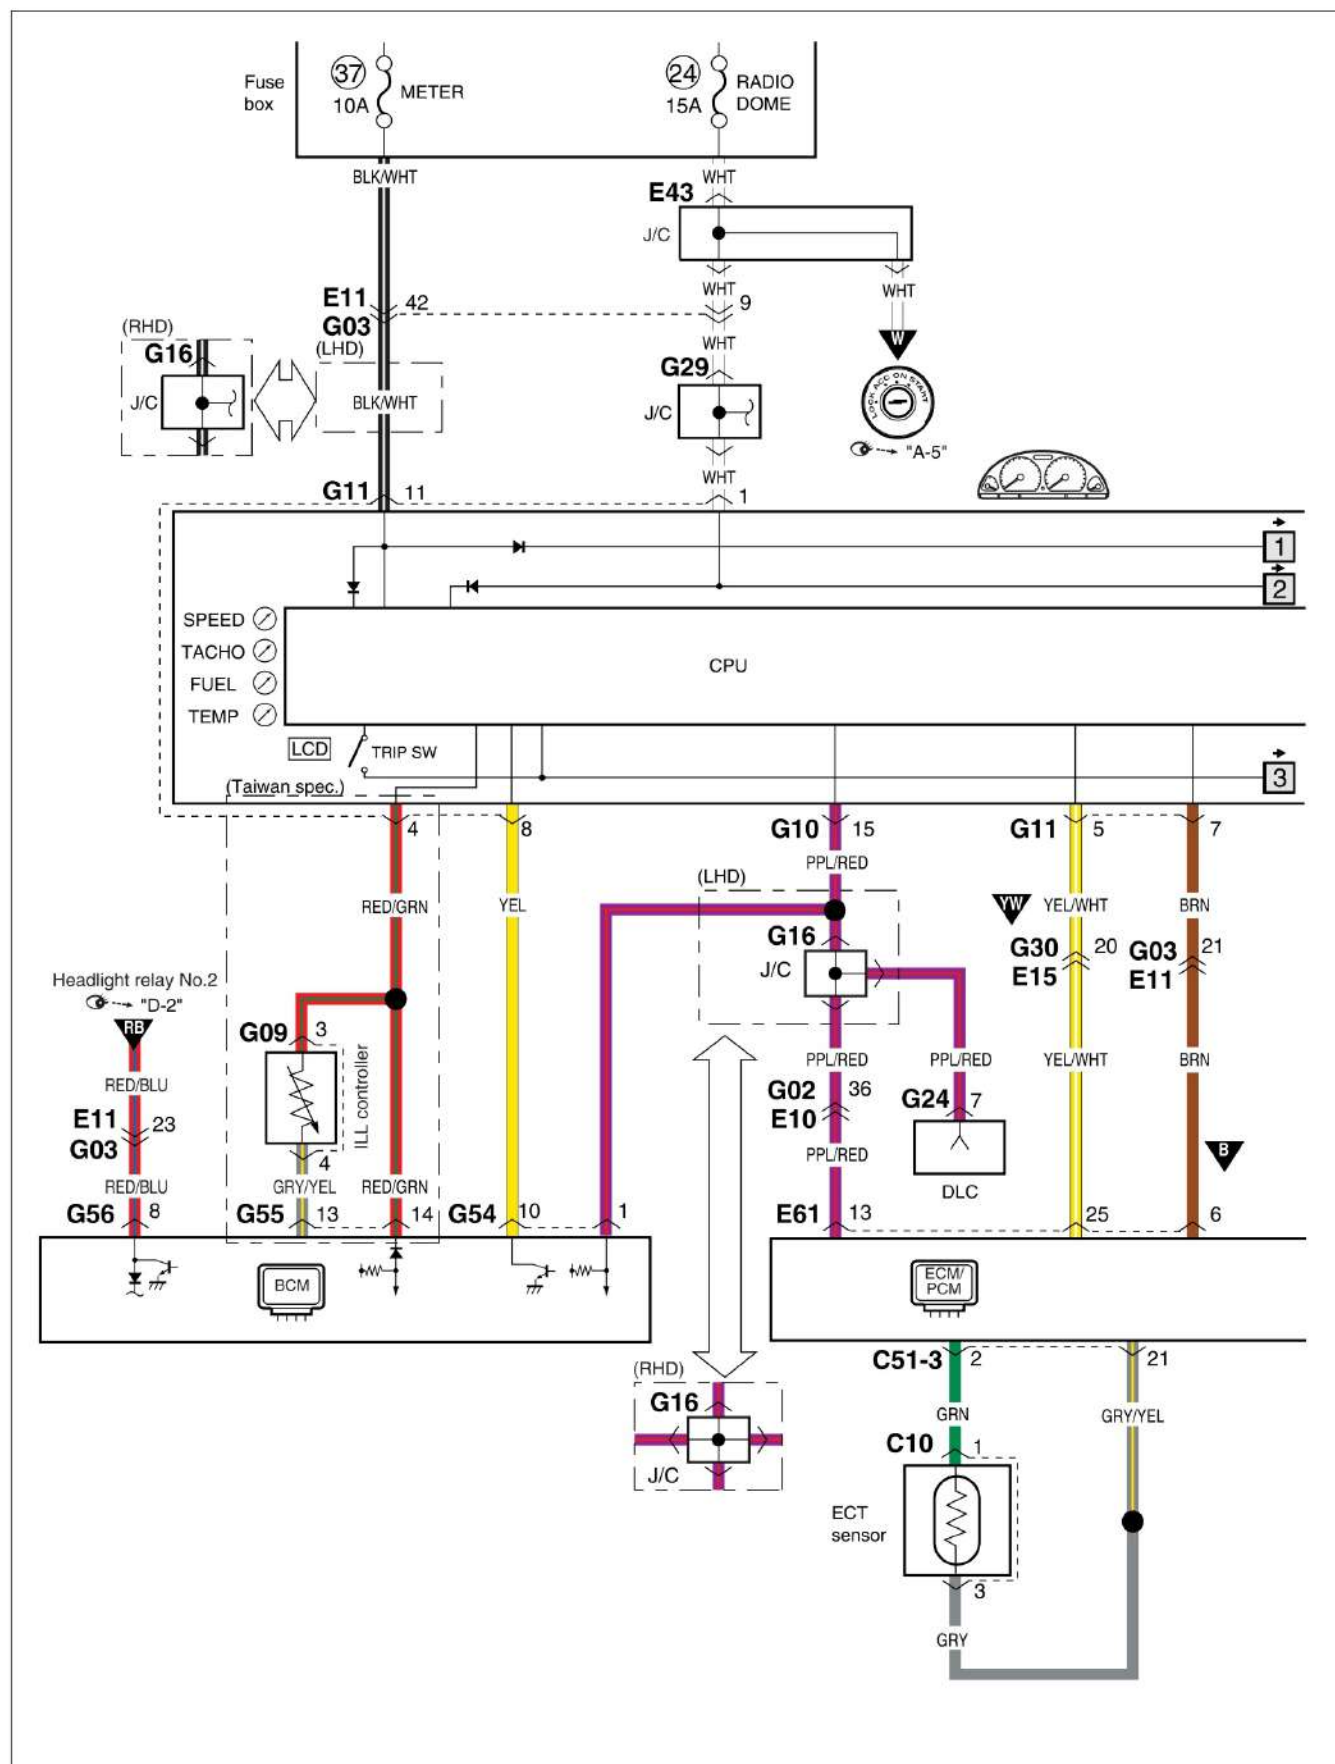 Fuse
box
37
10A
METER
24
15A
RADIO
DOME
BLK/WHT
WHT
E43
J/C
WHT
WHT
E11
42
9
G03
(RHD)
(LHD)
WHT
W
G16
G29
J/C
BLK/WHT
J/C
LOCK ACC ON START
"A-5"
WHT
G11
11
1
1
2
SPEED
TACHO
FUEL
TEMP
CPU
LCD
TRIP SW
3
(Taiwan spec.)
4
8
G10
15
G11
5
7
PPL/RED
(LHD)
RED/GRN
YEL
YW
YEL/WHT
BRN
G16
J/C
G30
20
G03
21
E15
E11
Headlight relay No.2
"D-2"
RB
G09
3
ILL controller
RED/BLU
PPL/RED
PPL/RED
YEL/WHT
BRN
E11
23
G03
G02
36
E10
G24
7
4
PPL/RED
B
RED/BLU
GRY/YEL
RED/GRN
DLC
G56
8
G55
13
14
G54
10
1
E61
13
25
6
BCM
ECM/
PCM
C51-3
2
21
(RHD)
G16
GRN
GRY/YEL
C10
1
J/C
ECT
sensor
3
GRY